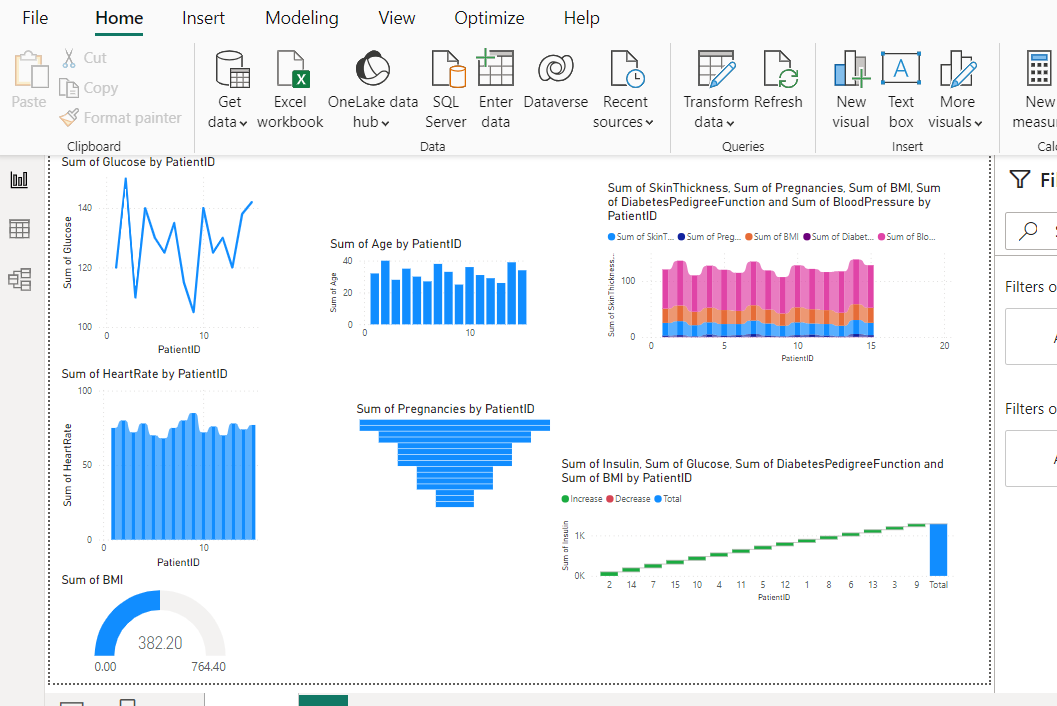 File Home Insert Modeling View Optimize Help
Paste
Cut
Copy
Format painter
Clipboard
Get data
Excel workbook
OneLake data hub
SQL Server
Enter data
Dataverse
Recent sources
Data
Transform data
Refresh
Queries
New visual
Text box
More visuals
Insert
New
Sum of Glucose by PatientID
Sum of Glucose
140
120
100
0 10
PatientID
Sum of Age by PatientID
Sum of Age
40
20
0
0 10
Sum of SkinThickness, Sum of Pregnancies, Sum of BMI, Sum
of DiabetesPedigreeFunction and Sum of BloodPressure by
PatientID
Sum of SkinT... Sum of Preg... Sum of BMI Sum of Diabet... Sum of Blo...
Sum of SkinThickness...
100
0
0 5 10 15 20
PatientID
Sum of HeartRate by PatientID
Sum of HeartRate
100
50
0
0 10
PatientID
Sum of Pregnancies by PatientID
Sum of Insulin, Sum of Glucose, Sum of DiabetesPedigreeFunction and
Sum of BMI by PatientID
Increase Decrease Total
Sum of Insulin
1K
0K
2 14 7 15 10 4 11 5 12 1 8 6 13 3 9 Total
PatientID
Sum of BMI
382.20
0.00 764.40
Filters o
Filters o